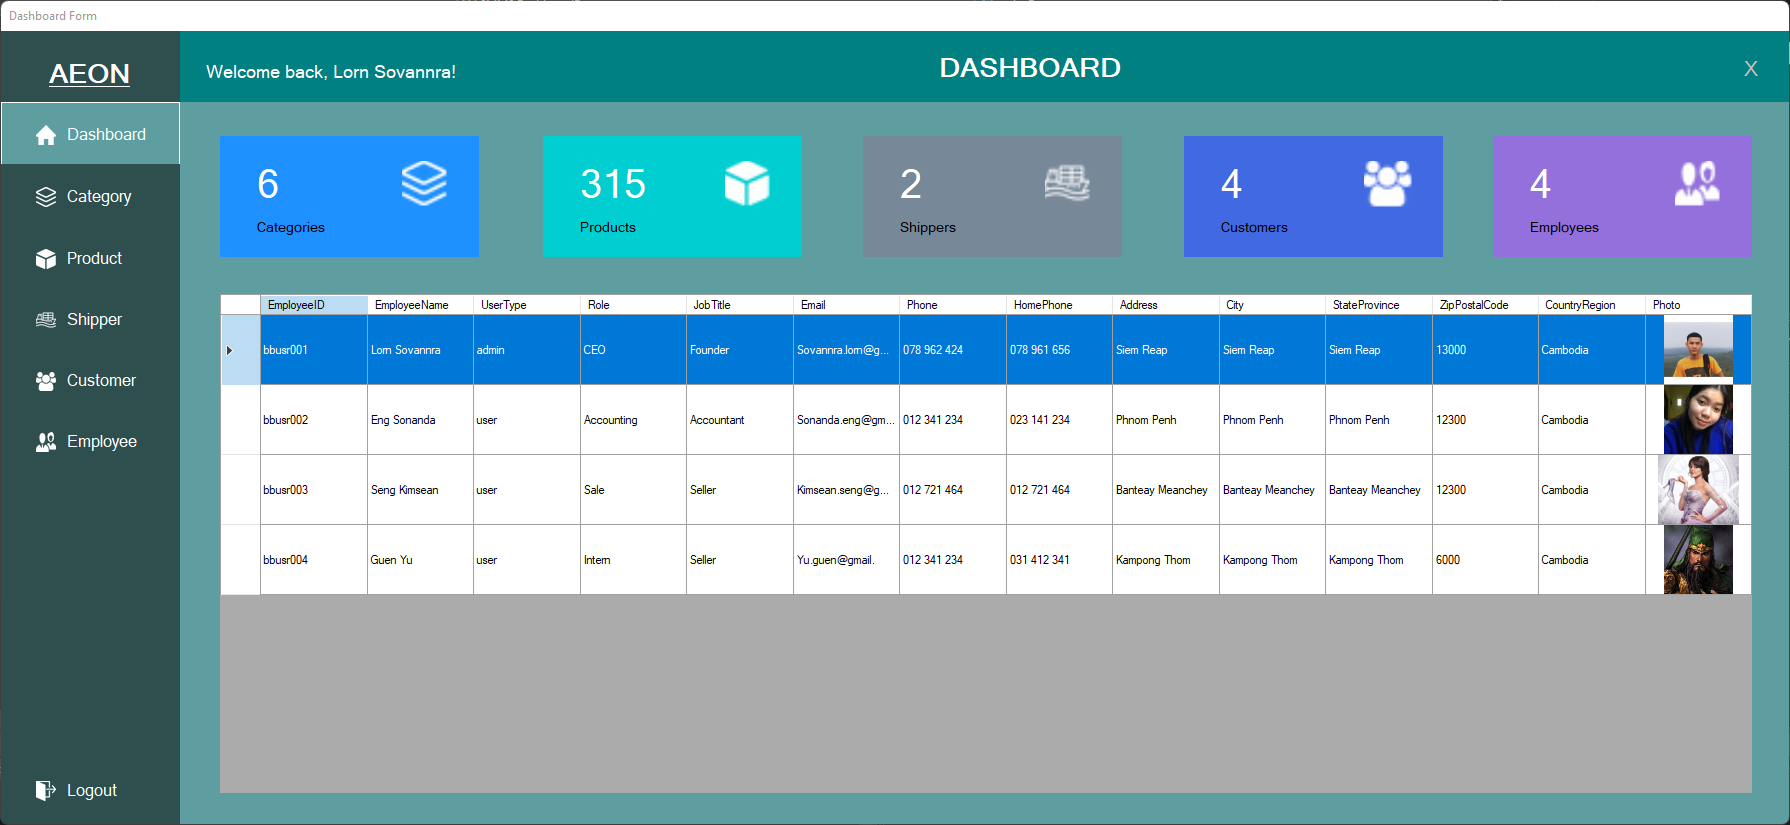 Dashboard Form
AEON
Welcome back, Lorn Sovannra!
DASHBOARD
X
Dashboard
Category
Product
Shipper
Customer
Employee
Logout
6
Categories
315
Products
2
Shippers
4
Customers
4
Employees
EmployeeID EmployeeName UserType Role JobTitle Email Phone HomePhone Address City StateProvince ZipPostalCode CountryRegion Photo
bbusr001 Lorn Sovannra admin CEO Founder Sovannra.lorn@g... 078 962 424 078 961 656 Siem Reap Siem Reap Siem Reap 13000 Cambodia
bbusr002 Eng Sonanda user Accounting Accountant Sonanda.eng@gm... 012 341 234 023 141 234 Phnom Penh Phnom Penh Phnom Penh 12300 Cambodia
bbusr003 Seng Kimsean user Sale Seller Kimsean.seng@g... 012 721 464 012 721 464 Banteay Meanchey Banteay Meanchey Banteay Meanchey 12300 Cambodia
bbusr004 Guen Yu user Intern Seller Yu.guen@gmail. 012 341 234 031 412 341 Kampong Thom Kampong Thom Kampong Thom 6000 Cambodia